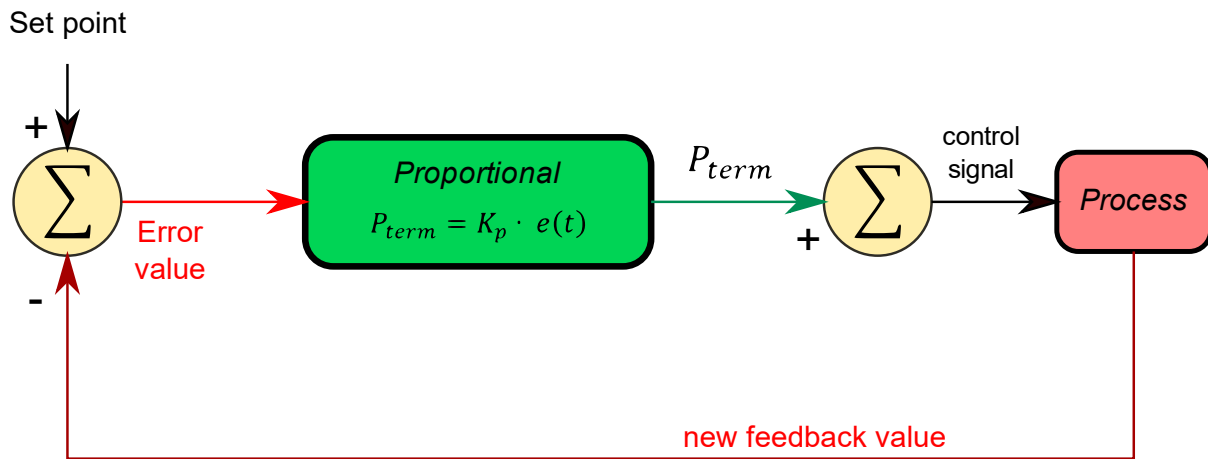 Set point
+
∑
-
Error
value
Proportional
P_term = K_p · e(t)
P_term
+
∑
control
signal
Process
new feedback value